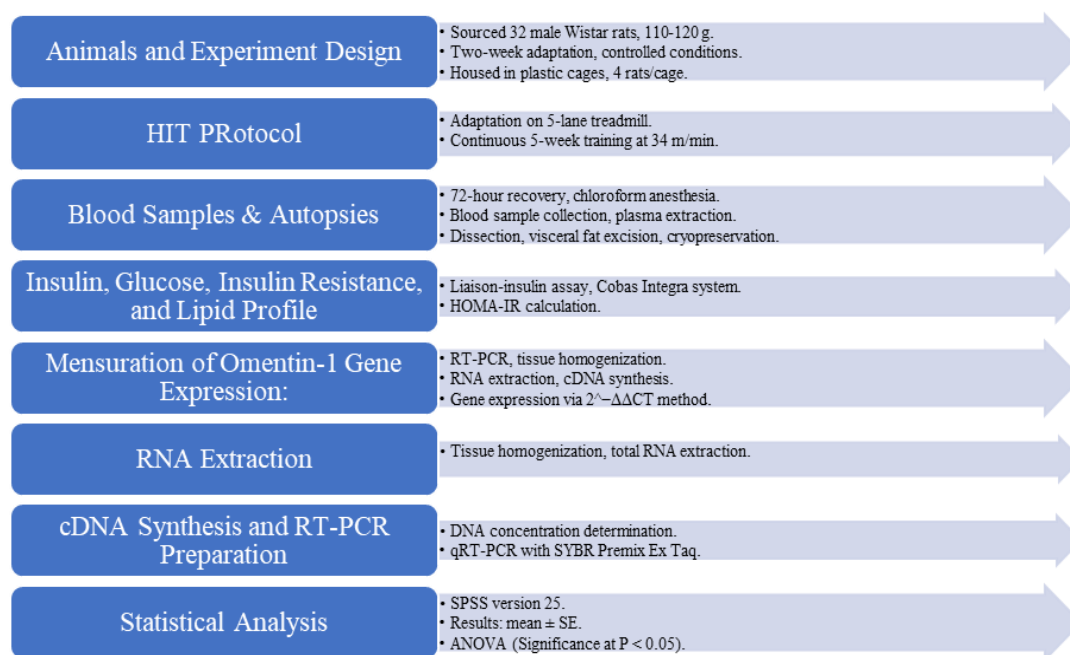 Animals and Experiment Design
• Sourced 32 male Wistar rats, 110-120 g.
• Two-week adaptation, controlled conditions.
• Housed in plastic cages, 4 rats/cage.
HIT PRotocol
• Adaptation on 5-lane treadmill.
• Continuous 5-week training at 34 m/min.
Blood Samples & Autopsies
• 72-hour recovery, chloroform anesthesia.
• Blood sample collection, plasma extraction.
• Dissection, visceral fat excision, cryopreservation.
Insulin, Glucose, Insulin Resistance,
and Lipid Profile
• Liaison-insulin assay, Cobas Integra system.
• HOMA-IR calculation.
Mensuration of Omentin-1 Gene
Expression:
• RT-PCR, tissue homogenization.
• RNA extraction, cDNA synthesis.
• Gene expression via 2^−ΔΔCT method.
RNA Extraction
• Tissue homogenization, total RNA extraction.
cDNA Synthesis and RT-PCR
Preparation
• DNA concentration determination.
• qRT-PCR with SYBR Premix Ex Taq.
Statistical Analysis
• SPSS version 25.
• Results: mean ± SE.
• ANOVA (Significance at P < 0.05).